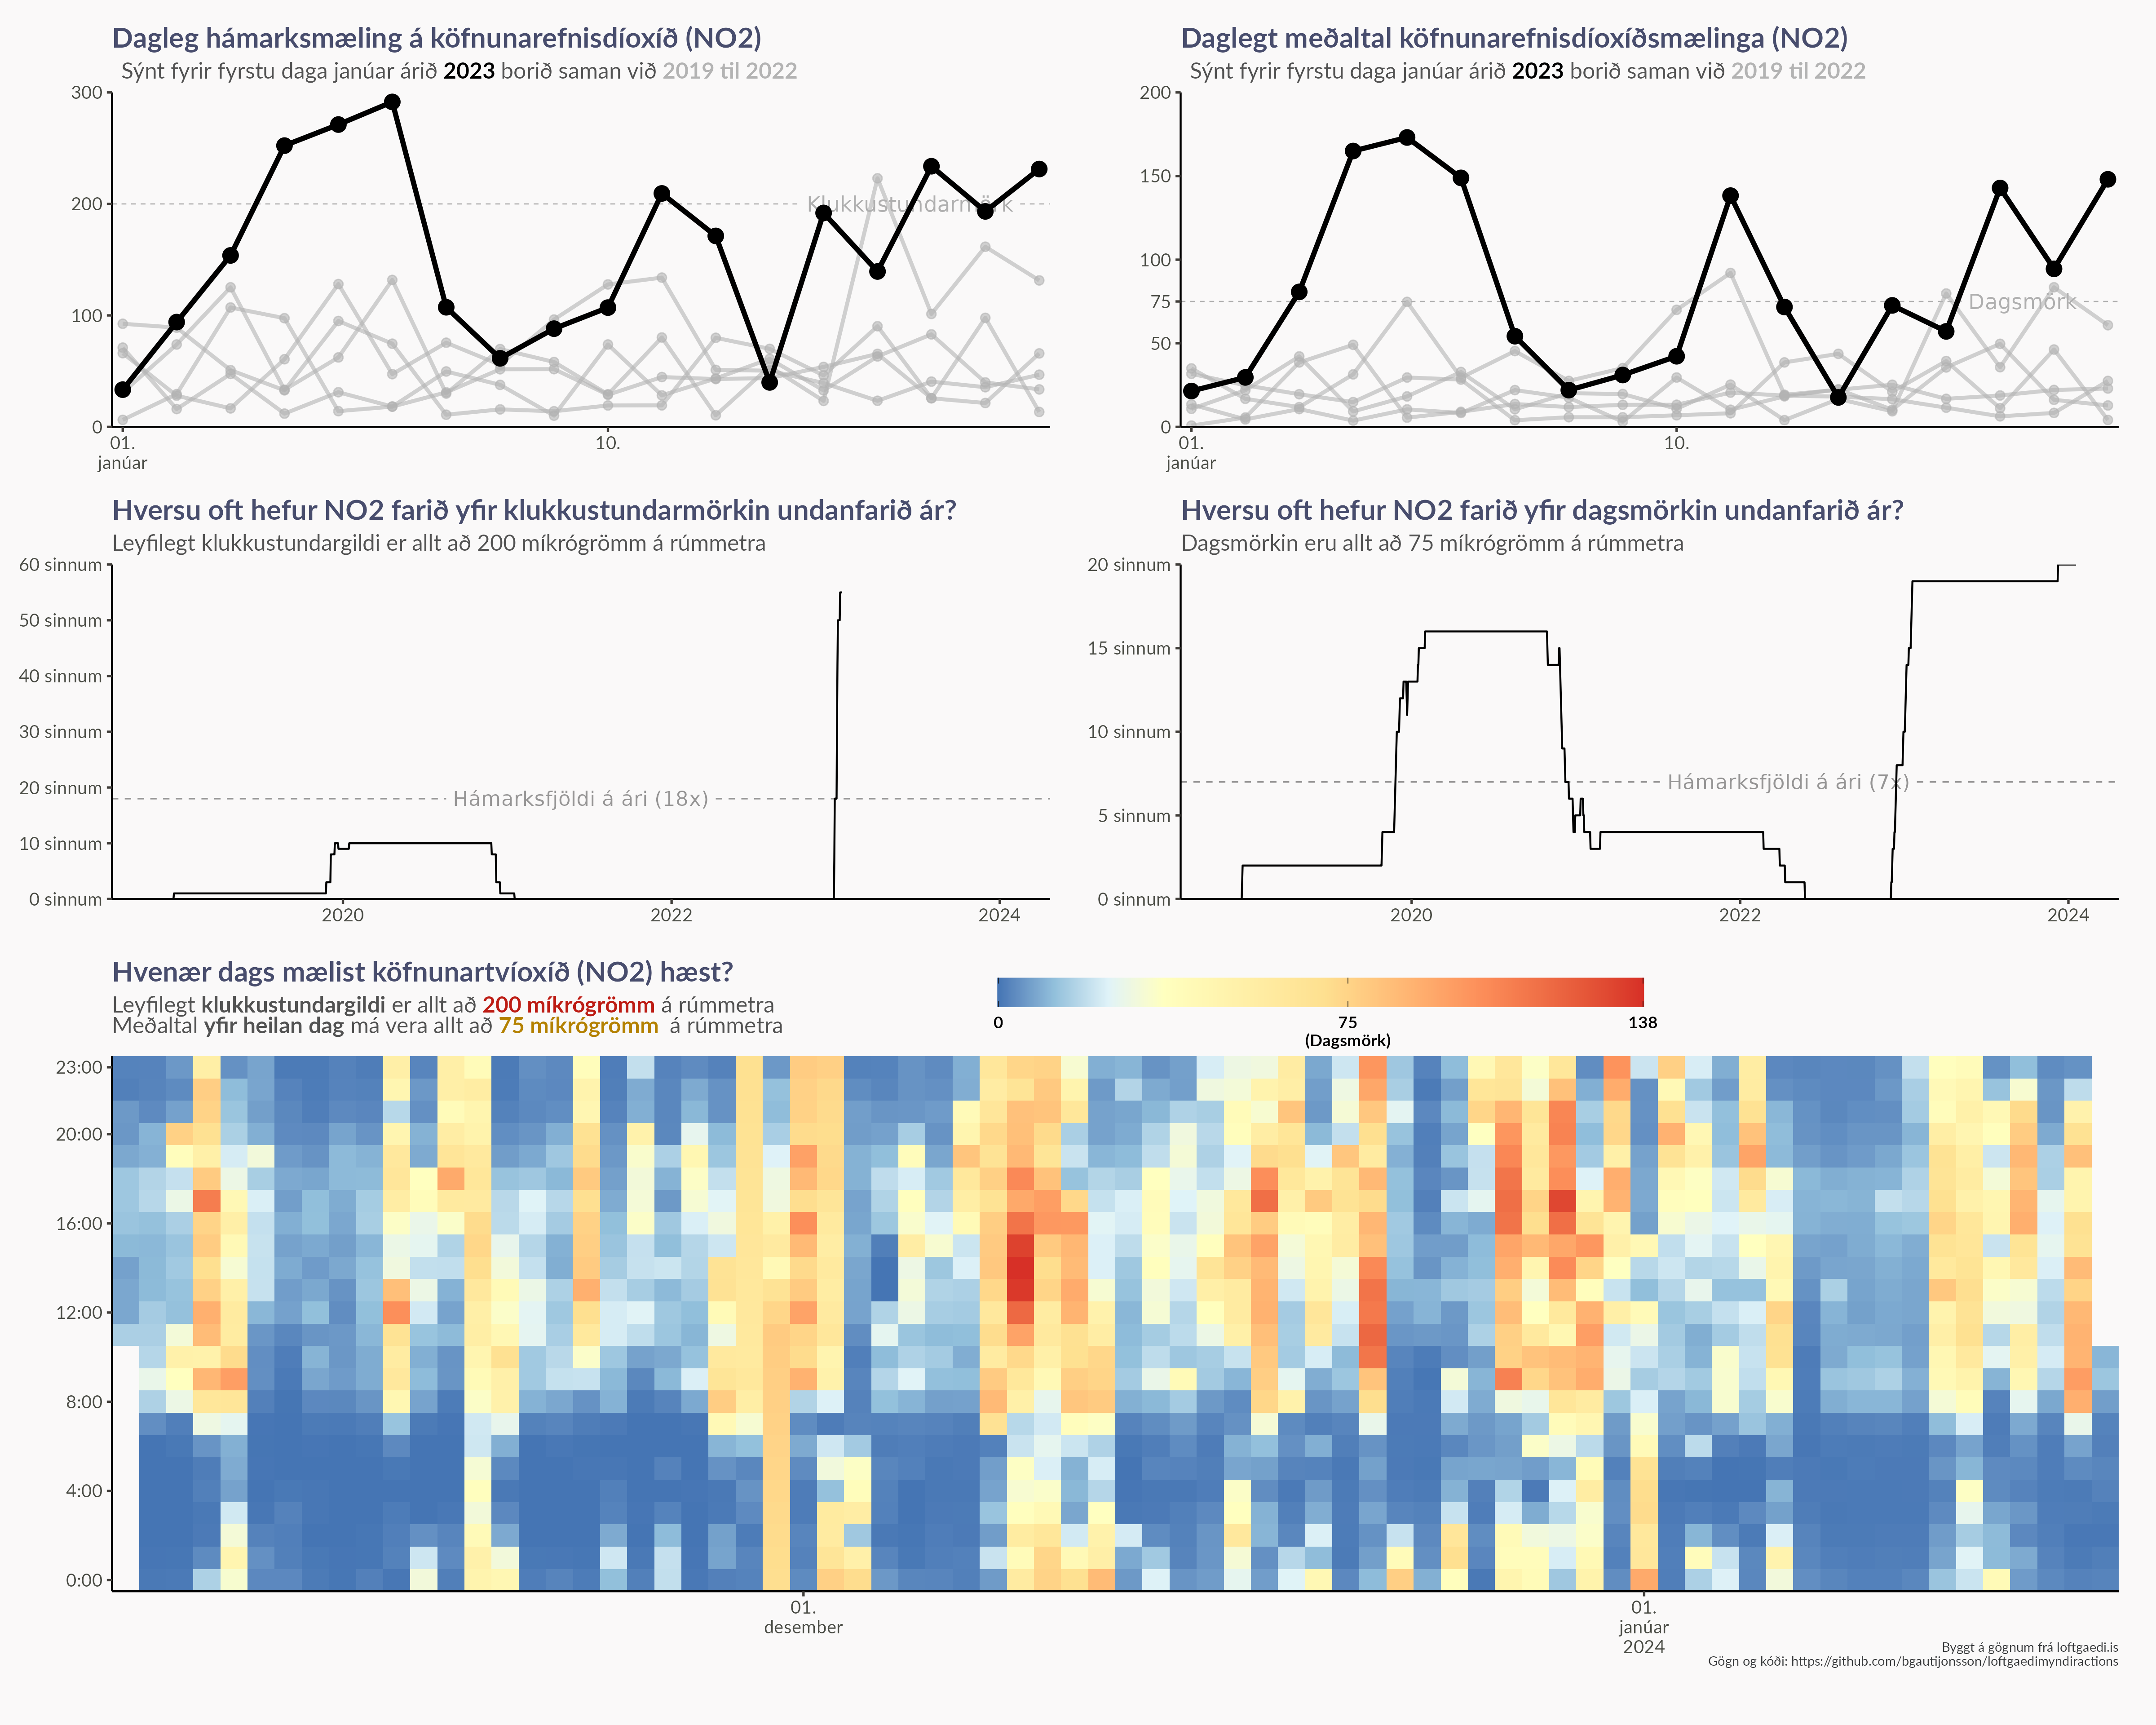 Dagleg hámarksmæling á köfnunarefnisdíoxíð (NO2)
Sýnt fyrir fyrstu daga janúar árið 2023 borið saman við 2019 til 2022
300
200
100
0
Klukkustundarmörk
01.
janúar
10.
Daglegt meðaltal köfnunarefnisdíoxíðsmælinga (NO2)
Sýnt fyrir fyrstu daga janúar árið 2023 borið saman við 2019 til 2022
200
150
100
75
50
0
Dagsmörk
01.
janúar
10.
Hversu oft hefur NO2 farið yfir klukkustundarmörkin undanfarið ár?
Leyfilegt klukkustundargildi er allt að 200 míkrógrömm á rúmmetra
60 sinnum
50 sinnum
40 sinnum
30 sinnum
20 sinnum
10 sinnum
0 sinnum
Hámarksfjöldi á ári (18x)
2020
2022
2024
Hversu oft hefur NO2 farið yfir dagsmörkin undanfarið ár?
Dagsmörkin eru allt að 75 míkrógrömm á rúmmetra
20 sinnum
15 sinnum
10 sinnum
5 sinnum
0 sinnum
Hámarksfjöldi á ári (7x)
2020
2022
2024
Hvenær dags mælist köfnunartvíoxíð (NO2) hæst?
Leyfilegt klukkustundargildi er allt að 200 míkrógrömm á rúmmetra
Meðaltal yfir heilan dag má vera allt að 75 míkrógrömm á rúmmetra
0
75
(Dagsmörk)
138
23:00
20:00
16:00
12:00
8:00
4:00
0:00
01.
desember
01.
janúar
2024
Byggt á gögnum frá loftgaedi.is
Gögn og kóði: https://github.com/bgautijonsson/loftgaedimyndiractions